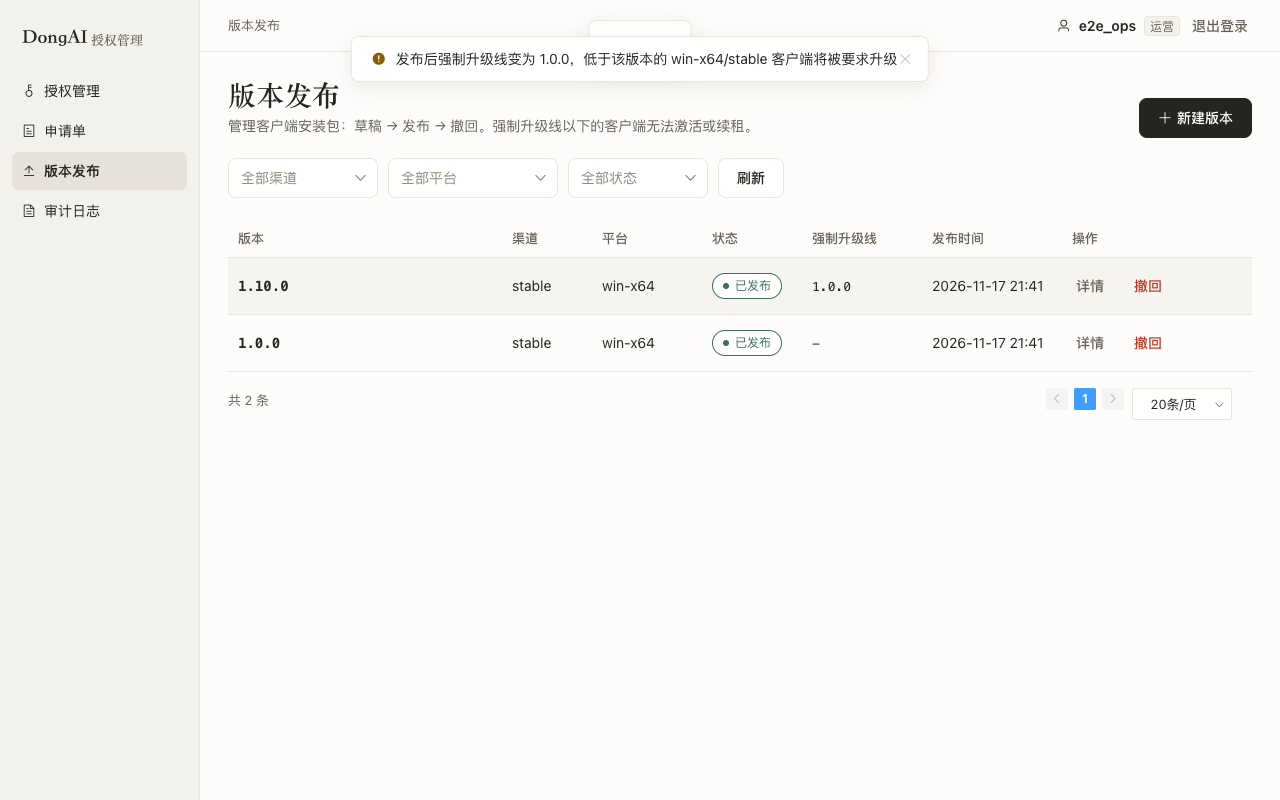 DongAI 授权管理
授权管理
申请单
版本发布
审计日志
版本发布
e2e_ops 运营 退出登录
发布后强制升级线变为 1.0.0，低于该版本的 win-x64/stable 客户端将被要求升级
版本发布
管理客户端安装包：草稿 → 发布 → 撤回。强制升级线以下的客户端无法激活或续租。
新建版本
全部渠道 全部平台 全部状态 刷新
版本 渠道 平台 状态 强制升级线 发布时间 操作
1.10.0 stable win-x64 已发布 1.0.0 2026-11-17 21:41 详情 撤回
1.0.0 stable win-x64 已发布 – 2026-11-17 21:41 详情 撤回
共 2 条 1 20条/页